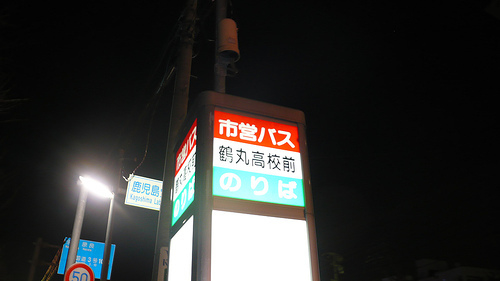 市営バス
鶴丸高校前
のりば
鹿児島
Kagoshima
50